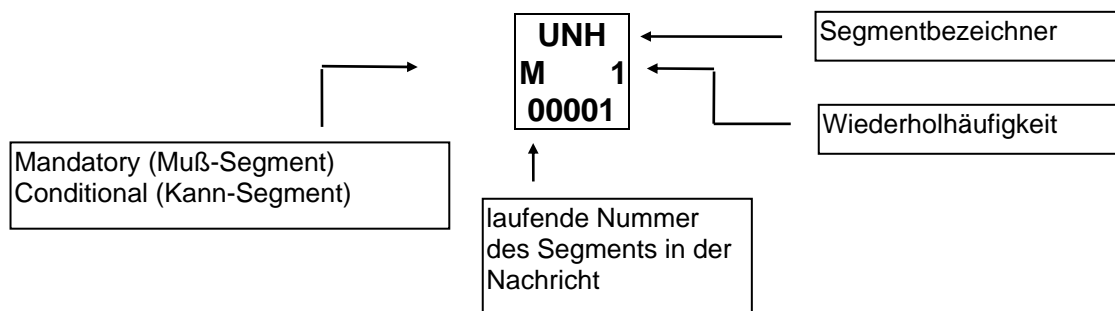 UNH
M 1
00001
Segmentbezeichner
Wiederholhäufigkeit
Mandatory (Muß-Segment)
Conditional (Kann-Segment)
laufende Nummer
des Segments in der
Nachricht